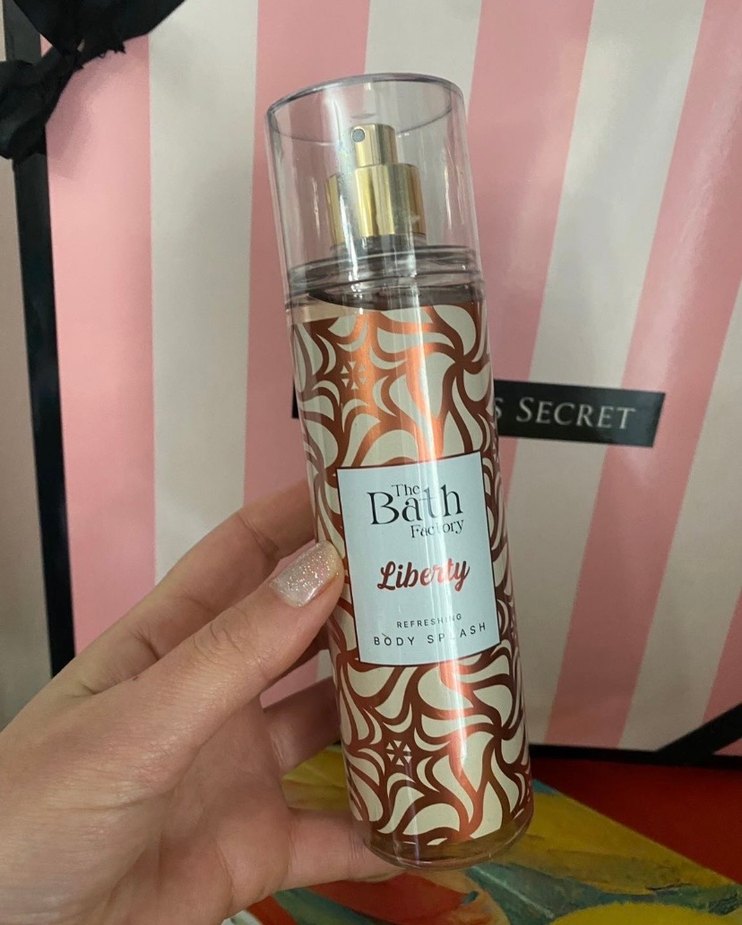 S SECRET
The
Bath
Factory
Liberty
REFRESHING
BODY SPLASH